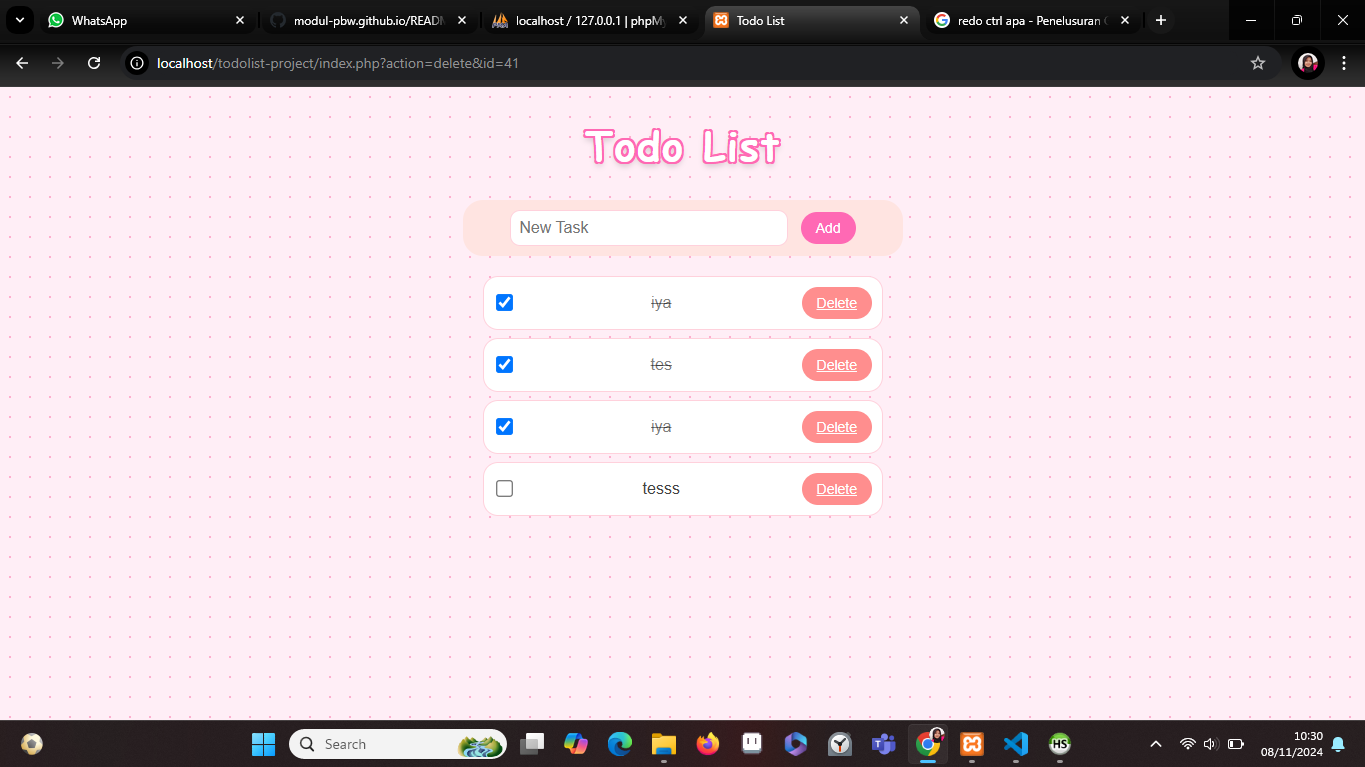 WhatsApp
modul-pbw.github.io/README
localhost / 127.0.0.1 | phpMy
Todo List
redo ctrl apa - Penelusuran
localhost/todolist-project/index.php?action=delete&id=41
Todo List
New Task
Add
iya
Delete
tes
Delete
iya
Delete
tesss
Delete
Search
HS
10:30
08/11/2024